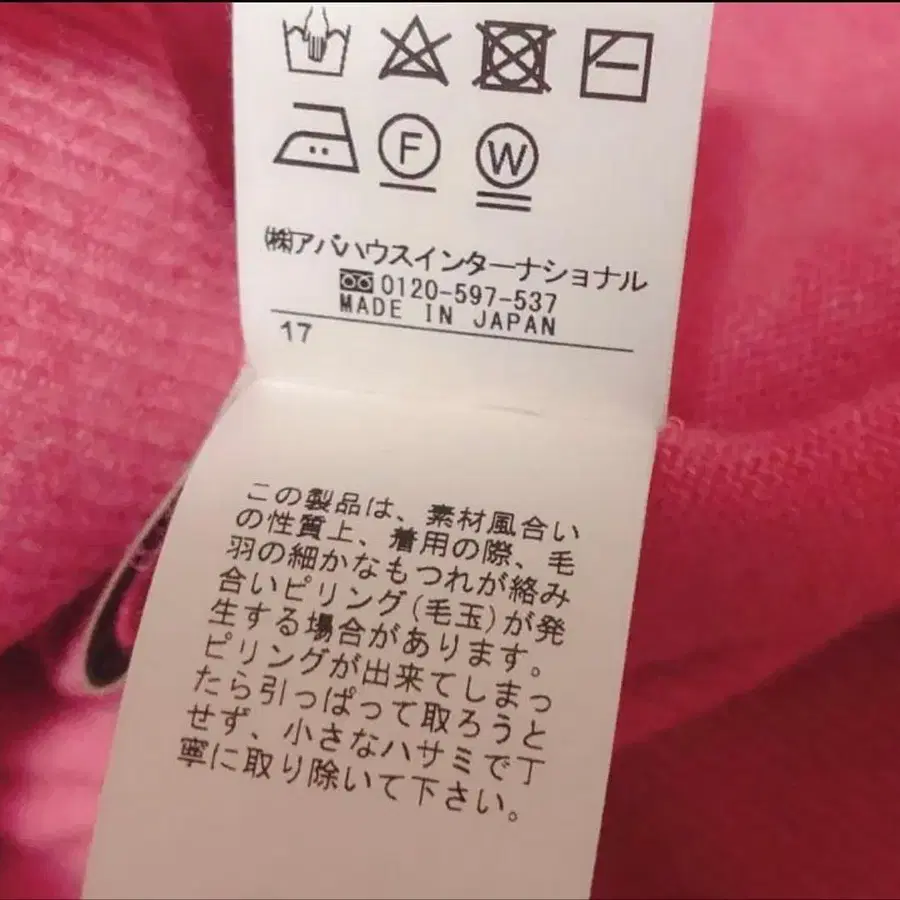 F W
㈱アバハウスインターナショナル
0120-597-537
MADE IN JAPAN
17
この製品は、素材風合い
の性質上、着用の際、毛
羽の細かなもつれが絡み
合いピリング(毛玉)が発
生する場合があります。
ピリングが出来てしまっ
たら引っぱって取ろうと
せず、小さなハサミで丁
寧に取り除いて下さい。